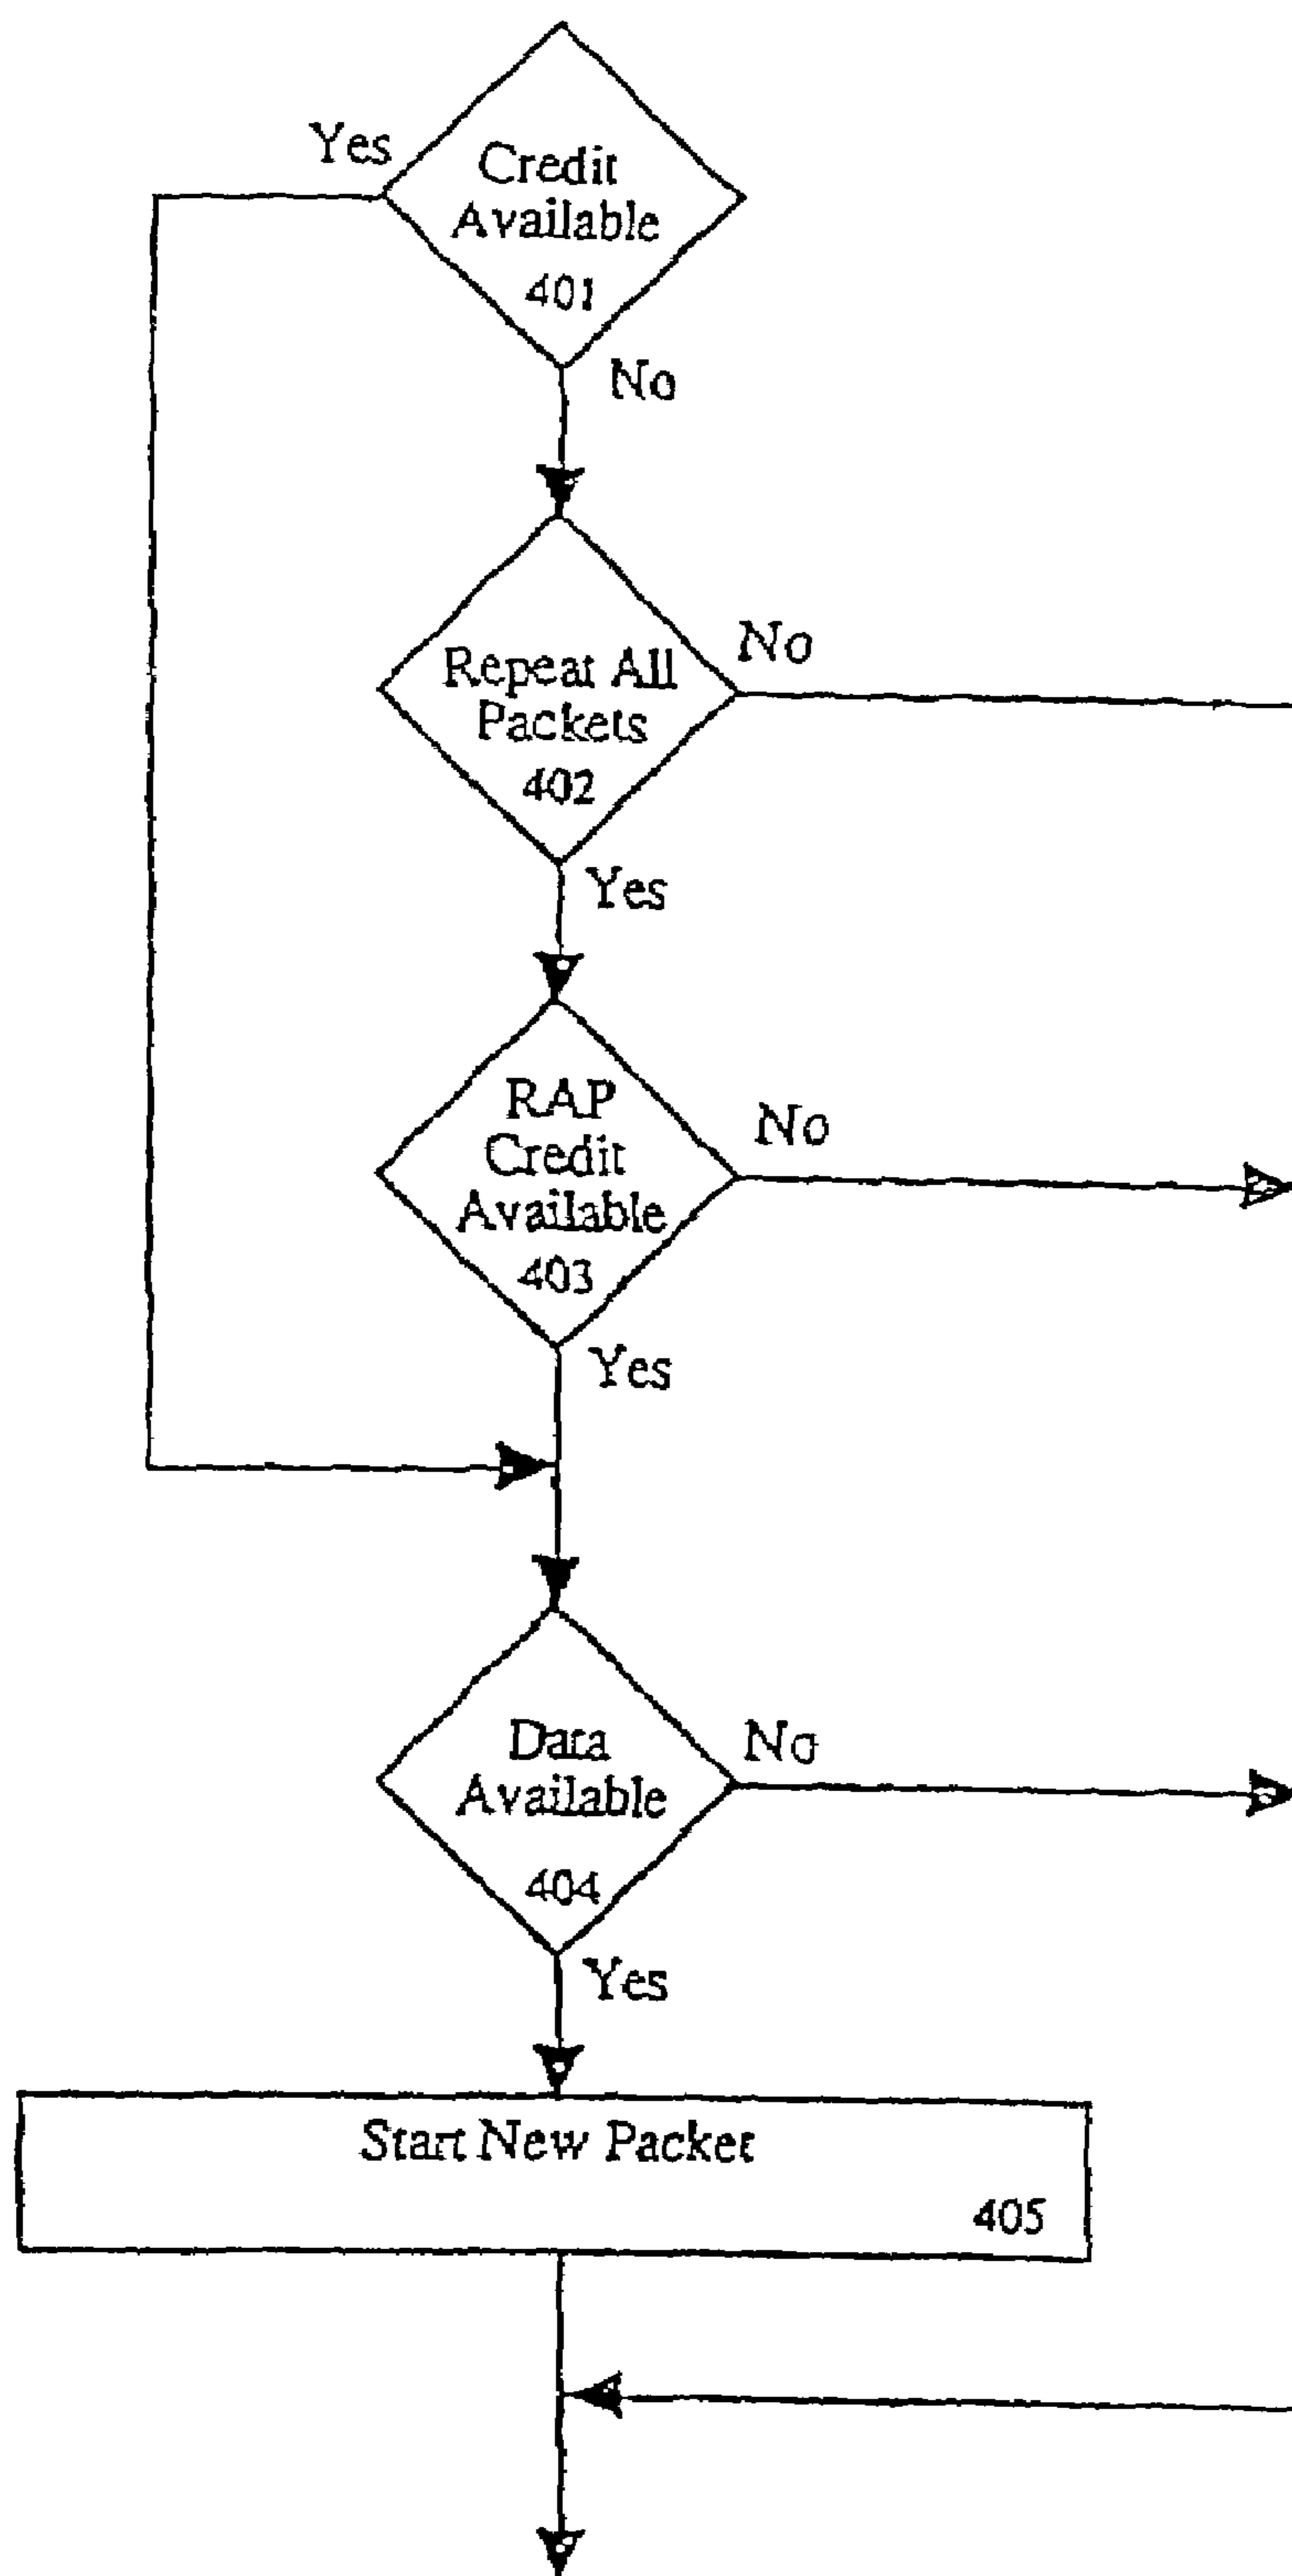 Yes
Credit
Available
401
No
Repeat All
Packets
402
No
Yes
RAP
Credit
Available
403
No
Yes
Data
Available
404
No
Yes
Start New Packet
405